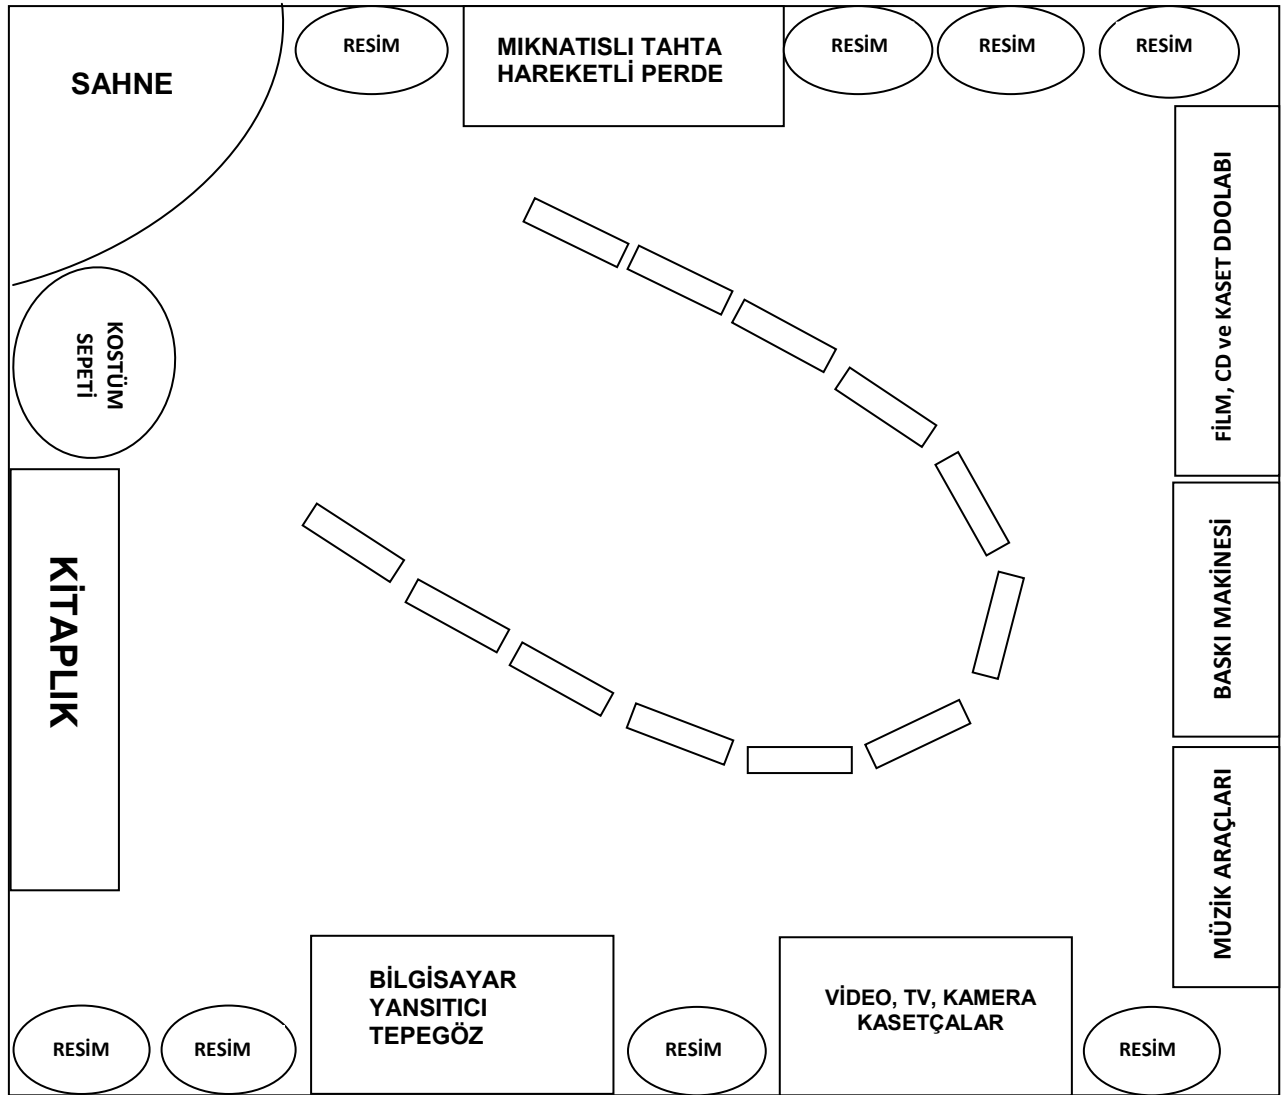 SAHNE
RESİM
MIKNATISLI TAHTA
HAREKETLİ PERDE
RESİM
RESİM
RESİM
FİLM, CD ve KASET DDOLABI
KOSTÜM
SEPETİ
KİTAPLIK
BASKI MAKİNESİ
MÜZİK ARAÇLARI
BİLGİSAYAR
YANSITICI
TEPEGÖZ
VİDEO, TV, KAMERA
KASETÇALAR
RESİM
RESİM
RESİM
RESİM